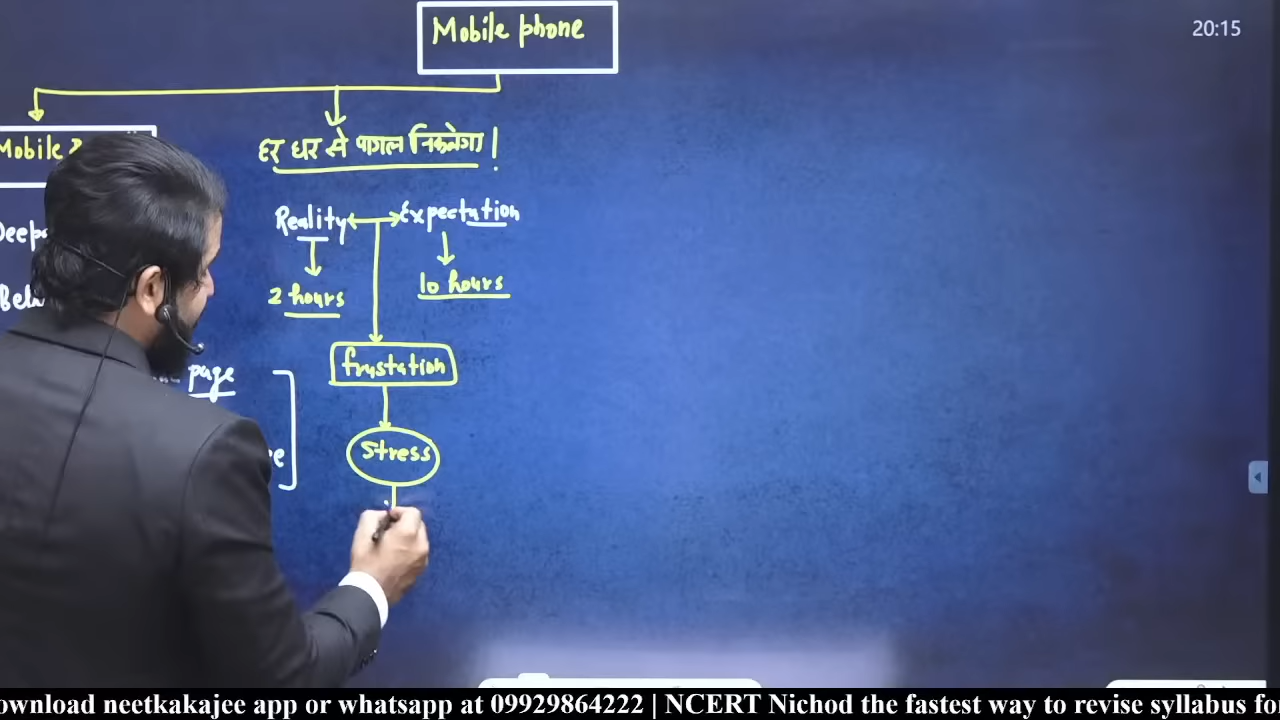 Mobile phone
20:15
Mobile
हर घर से पागल निकलेगा !
Reality Expectation
2 hours 10 hours
frustation
page
Stress
ownload neetkakajee app or whatsapp at 09929864222 | NCERT Nichod the fastest way to revise syllabus fo